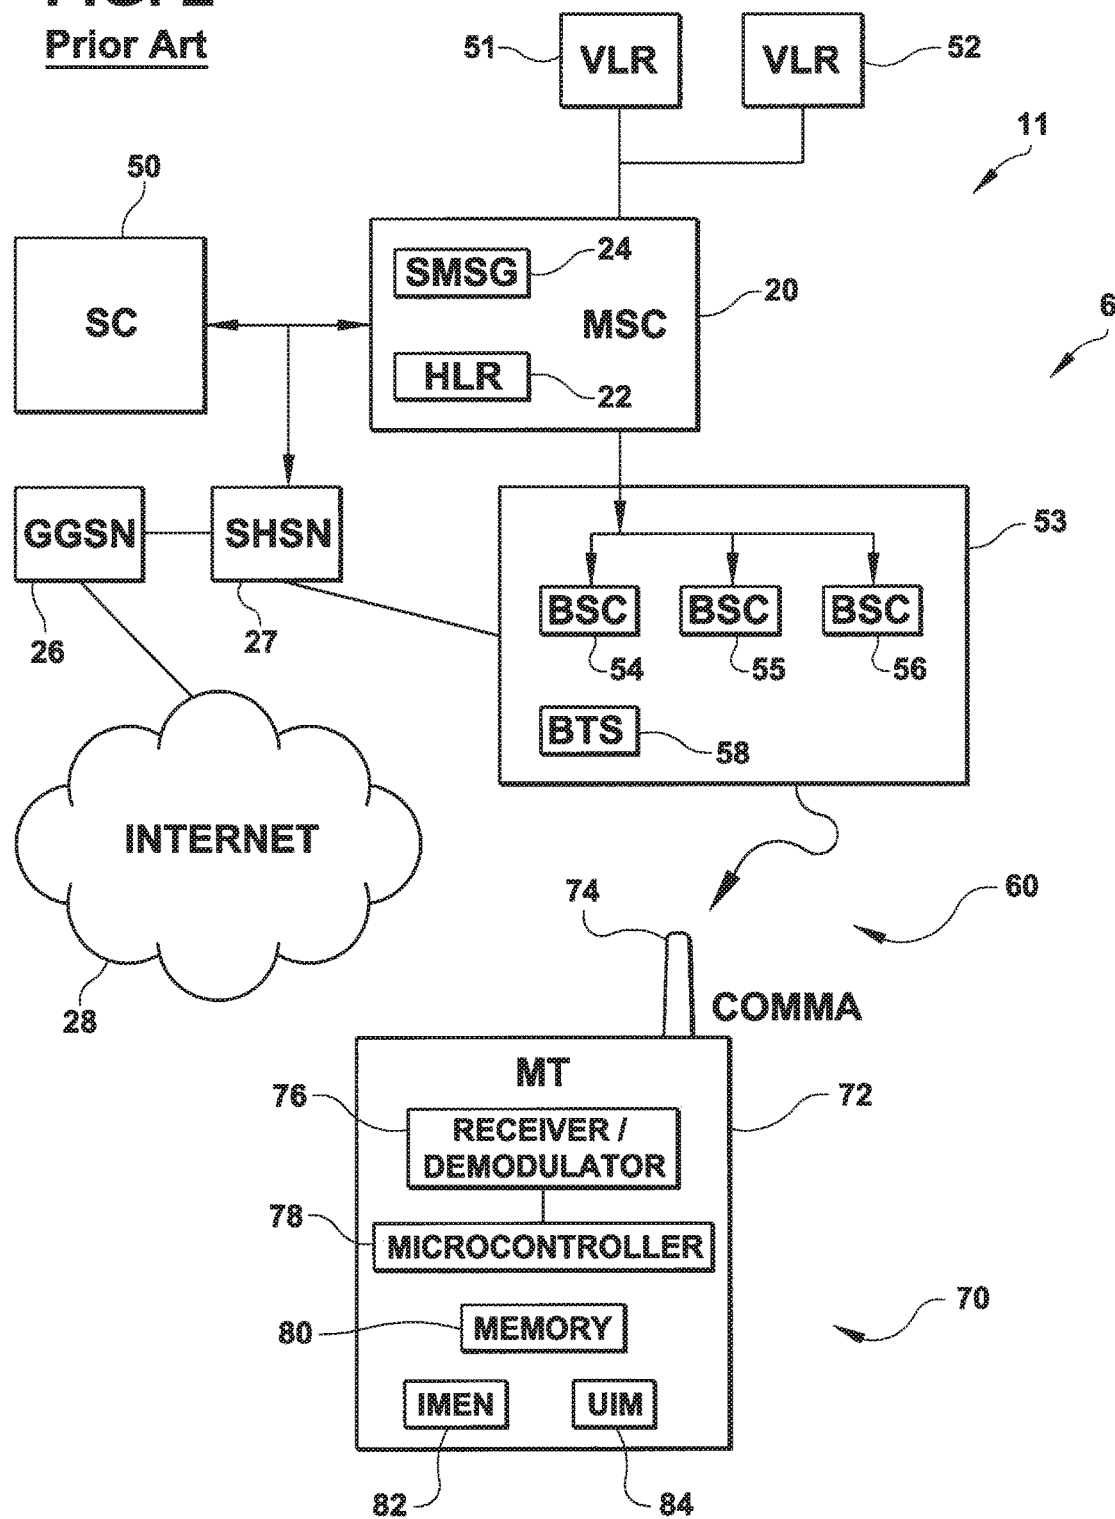 Prior Art
51
VLR
VLR
52
11
50
SC
SMSG
24
MSC
20
HLR
22
6
GGSN
SHSN
53
26
27
BSC
BSC
BSC
54
55
56
BTS
58
INTERNET
28
74
60
COMMA
MT
76
72
RECEIVER /
DEMODULATOR
78
MICROCONTROLLER
80
MEMORY
70
IMEN
UIM
82
84